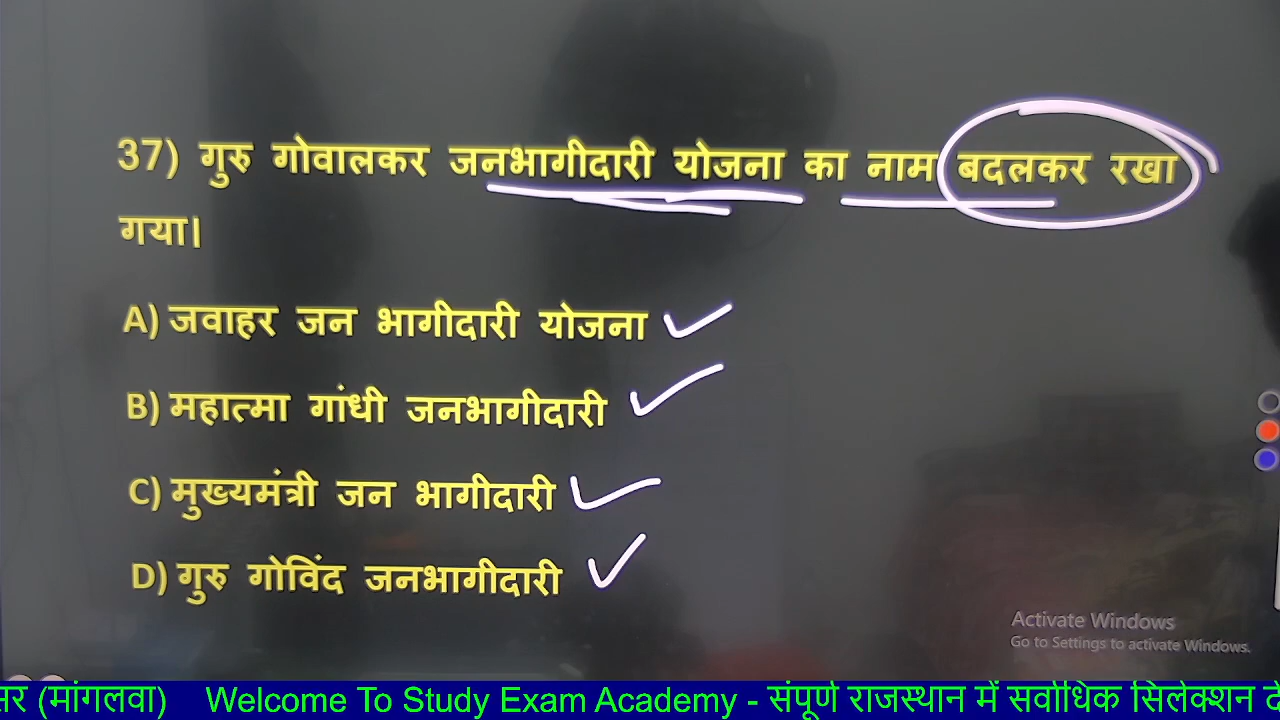 37) गुरु गोवालकर जनभागीदारी योजना का नाम बदलकर रखा
गया।
A) जवाहर जन भागीदारी योजना
B) महात्मा गांधी जनभागीदारी
C) मुख्यमंत्री जन भागीदारी
D) गुरु गोविंद जनभागीदारी
Activate Windows
Go to Settings to activate Windows.
सर (मांगलवा) Welcome To Study Exam Academy - संपूर्ण राजस्थान में सर्वाधिक सिलेक्शन दे